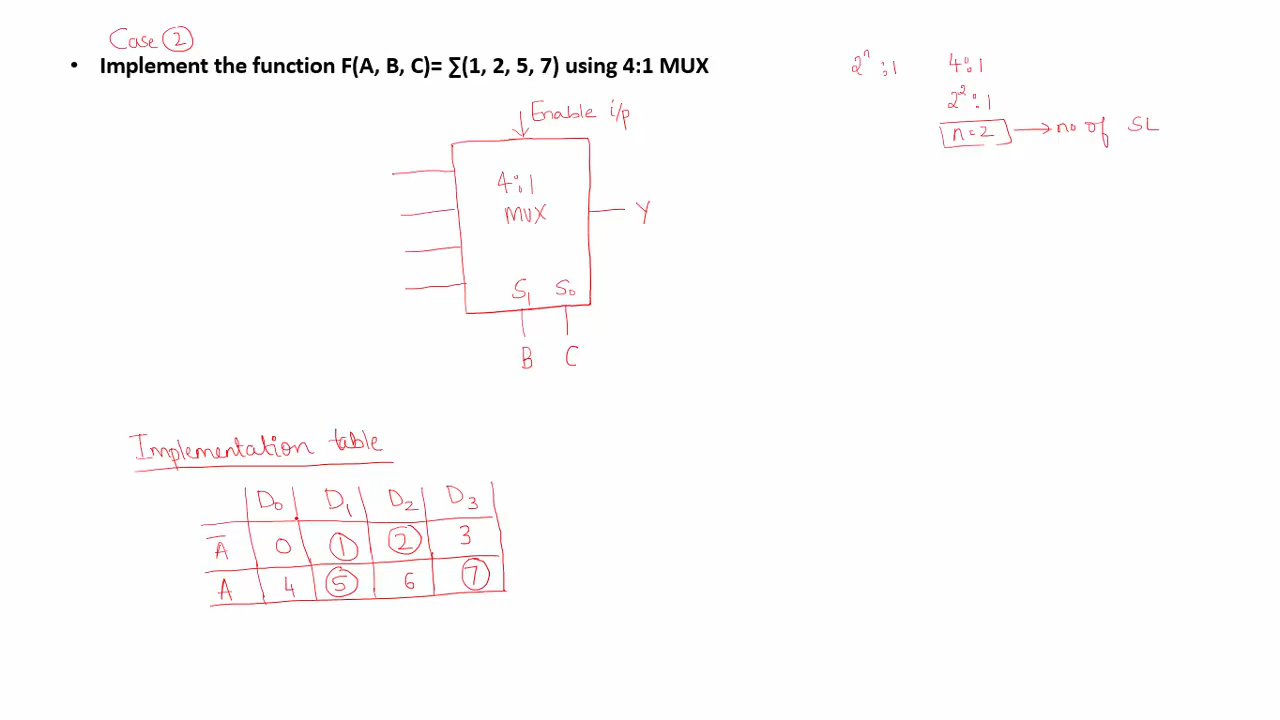 Case 2
• Implement the function F(A, B, C)= ∑(1, 2, 5, 7) using 4:1 MUX
2ⁿ:1 4:1
2²:1
n=2 → no of SL
Enable i/p
4:1
MUX
Y
S₁ S₀
B C
Implementation table
D₀ D₁ D₂ D₃
A̅ 0 1 2 3
A 4 5 6 7